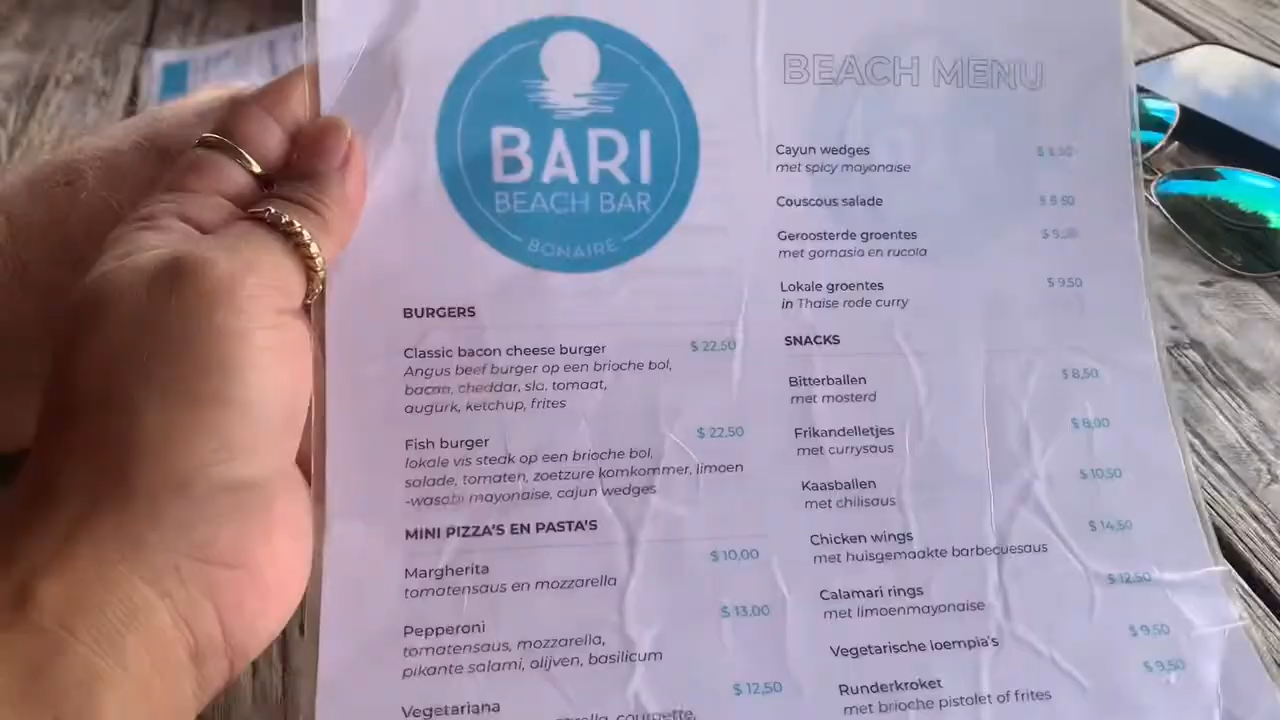 BARI
BEACH BAR
BONAIRE
BURGERS
Classic bacon cheese burger $ 22,50
Angus beef burger op een brioche bol,
bacon, cheddar, sla, tomaat,
augurk, ketchup, frites
Fish burger $ 22,50
lokale vis steak op een brioche bol,
salade, tomaten, zoetzure komkommer, limoen
-wasabi mayonaise, cajun wedges
MINI PIZZA'S EN PASTA'S
Margherita $ 10,00
tomatensaus en mozzarella
Pepperoni $ 13,00
tomatensaus, mozzarella,
pikante salami, olijven, basilicum
Vegetariana $ 12,50
courgette,
BEACH MENU
Cayun wedges
met spicy mayonaise
Couscous salade
Geroosterde groentes
met gomasio en rucola
Lokale groentes $ 9,50
in Thaise rode curry
SNACKS
Bitterballen $ 8,50
met mosterd
Frikandelletjes $ 8,00
met currysaus
Kaasballen $ 10,50
met chilisaus
Chicken wings $ 14,50
met huisgemaakte barbecuesaus
Calamari rings $ 12,50
met limoenmayonaise
Vegetarische loempia's $ 9,50
Runderkroket $ 9,50
met brioche pistolet of frites